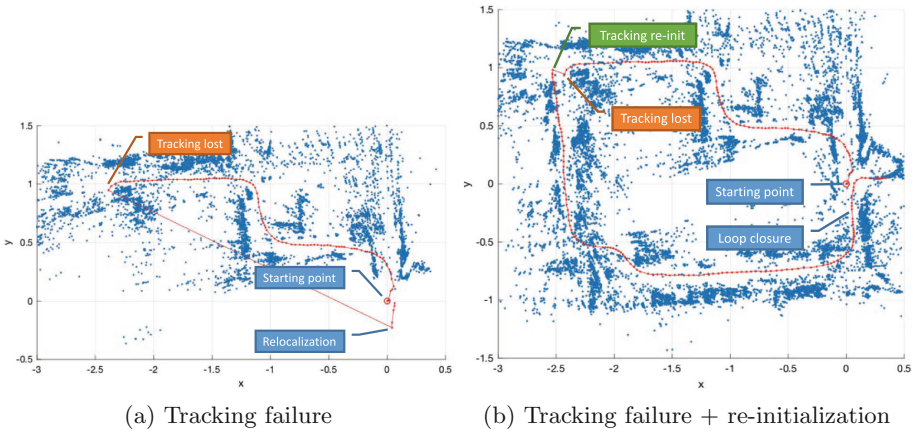 1.5
1
0.5
0
-0.5
y
-3
-2.5
-2
-1.5
-1
-0.5
0
0.5
x
Tracking lost
Starting point
Relocalization
(a) Tracking failure
1.5
1
0.5
0
-0.5
-1
-1.5
y
-3
-2.5
-2
-1.5
-1
-0.5
0
0.5
x
Tracking re-init
Tracking lost
Starting point
Loop closure
(b) Tracking failure + re-initialization